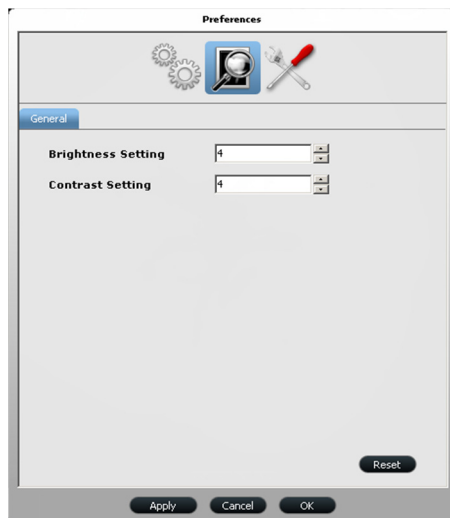 Preferences
General
Brightness Setting 4
Contrast Setting 4
Reset
Apply Cancel OK